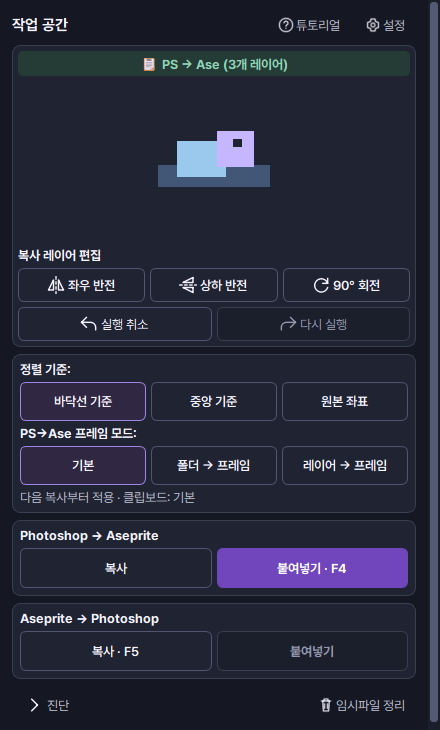 작업 공간 튜토리얼 설정
PS → Ase (3개 레이어)
복사 레이어 편집
좌우 반전 상하 반전 90° 회전
실행 취소 다시 실행
정렬 기준:
바닥선 기준 중앙 기준 원본 좌표
PS→Ase 프레임 모드:
기본 폴더 → 프레임 레이어 → 프레임
다음 복사부터 적용 · 클립보드: 기본
Photoshop → Aseprite
복사 붙여넣기 · F4
Aseprite → Photoshop
복사 · F5 붙여넣기
진단 임시파일 정리